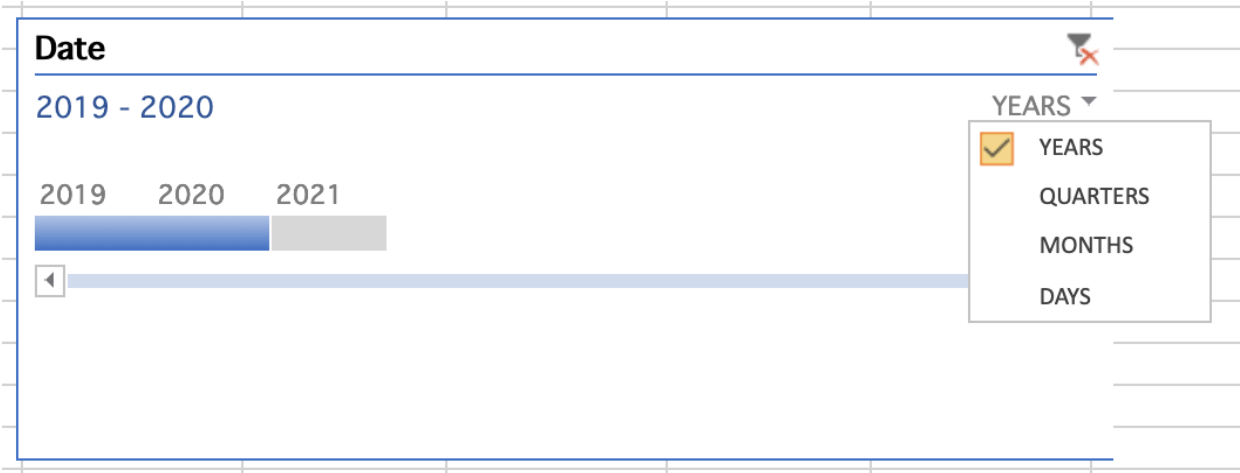 Date
2019 - 2020
YEARS
YEARS
QUARTERS
MONTHS
DAYS
2019 2020 2021